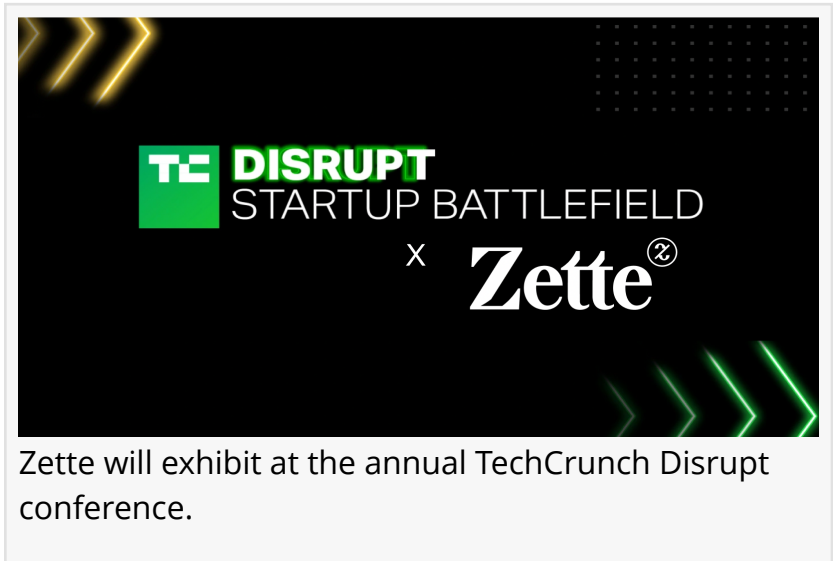 TC DISRUPT
STARTUP BATTLEFIELD
X Zette
Zette will exhibit at the annual TechCrunch Disrupt
conference.